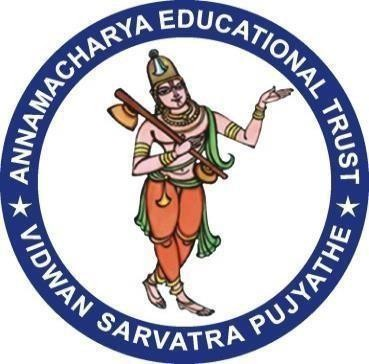 ANNAMACHARYA EDUCATIONAL TRUST
VIDWAN SARVATRA PUJYATHE